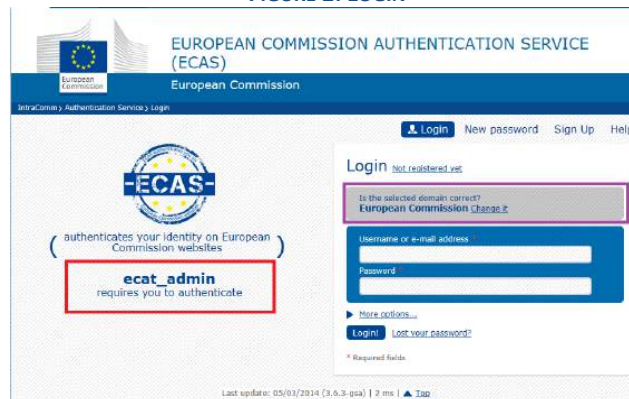 FIGURE 2: LOGIN
EUROPEAN COMMISSION AUTHENTICATION SERVICE
(ECAS)
European
Commission
European Commission
IntraComm > Authentication Service > Login
Login New password Sign Up Help
-ECAS-
authenticates your identity on European
Commission websites
ecat_admin
requires you to authenticate
Login Not registered yet
Is the selected domain correct?
European Commission Change it
Username or e-mail address *
Password *
More options...
Login! Lost your password?
* Required fields
Last update: 05/03/2014 (3.6.3-gsa) | 2 ms | Top